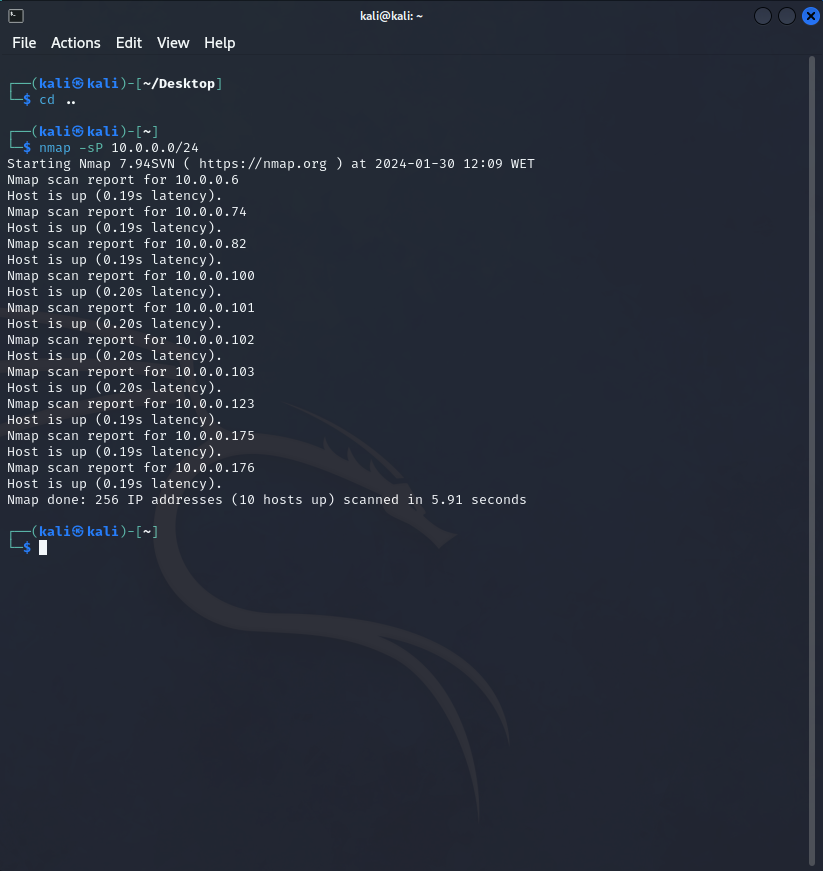 kali@kali: ~
File Actions Edit View Help
┌──(kali㉿kali)-[~/Desktop]
└─$ cd ..
┌──(kali㉿kali)-[~]
└─$ nmap -sP 10.0.0.0/24
Starting Nmap 7.94SVN ( https://nmap.org ) at 2024-01-30 12:09 WET
Nmap scan report for 10.0.0.6
Host is up (0.19s latency).
Nmap scan report for 10.0.0.74
Host is up (0.19s latency).
Nmap scan report for 10.0.0.82
Host is up (0.19s latency).
Nmap scan report for 10.0.0.100
Host is up (0.20s latency).
Nmap scan report for 10.0.0.101
Host is up (0.20s latency).
Nmap scan report for 10.0.0.102
Host is up (0.20s latency).
Nmap scan report for 10.0.0.103
Host is up (0.20s latency).
Nmap scan report for 10.0.0.123
Host is up (0.19s latency).
Nmap scan report for 10.0.0.175
Host is up (0.19s latency).
Nmap scan report for 10.0.0.176
Host is up (0.19s latency).
Nmap done: 256 IP addresses (10 hosts up) scanned in 5.91 seconds
┌──(kali㉿kali)-[~]
└─$